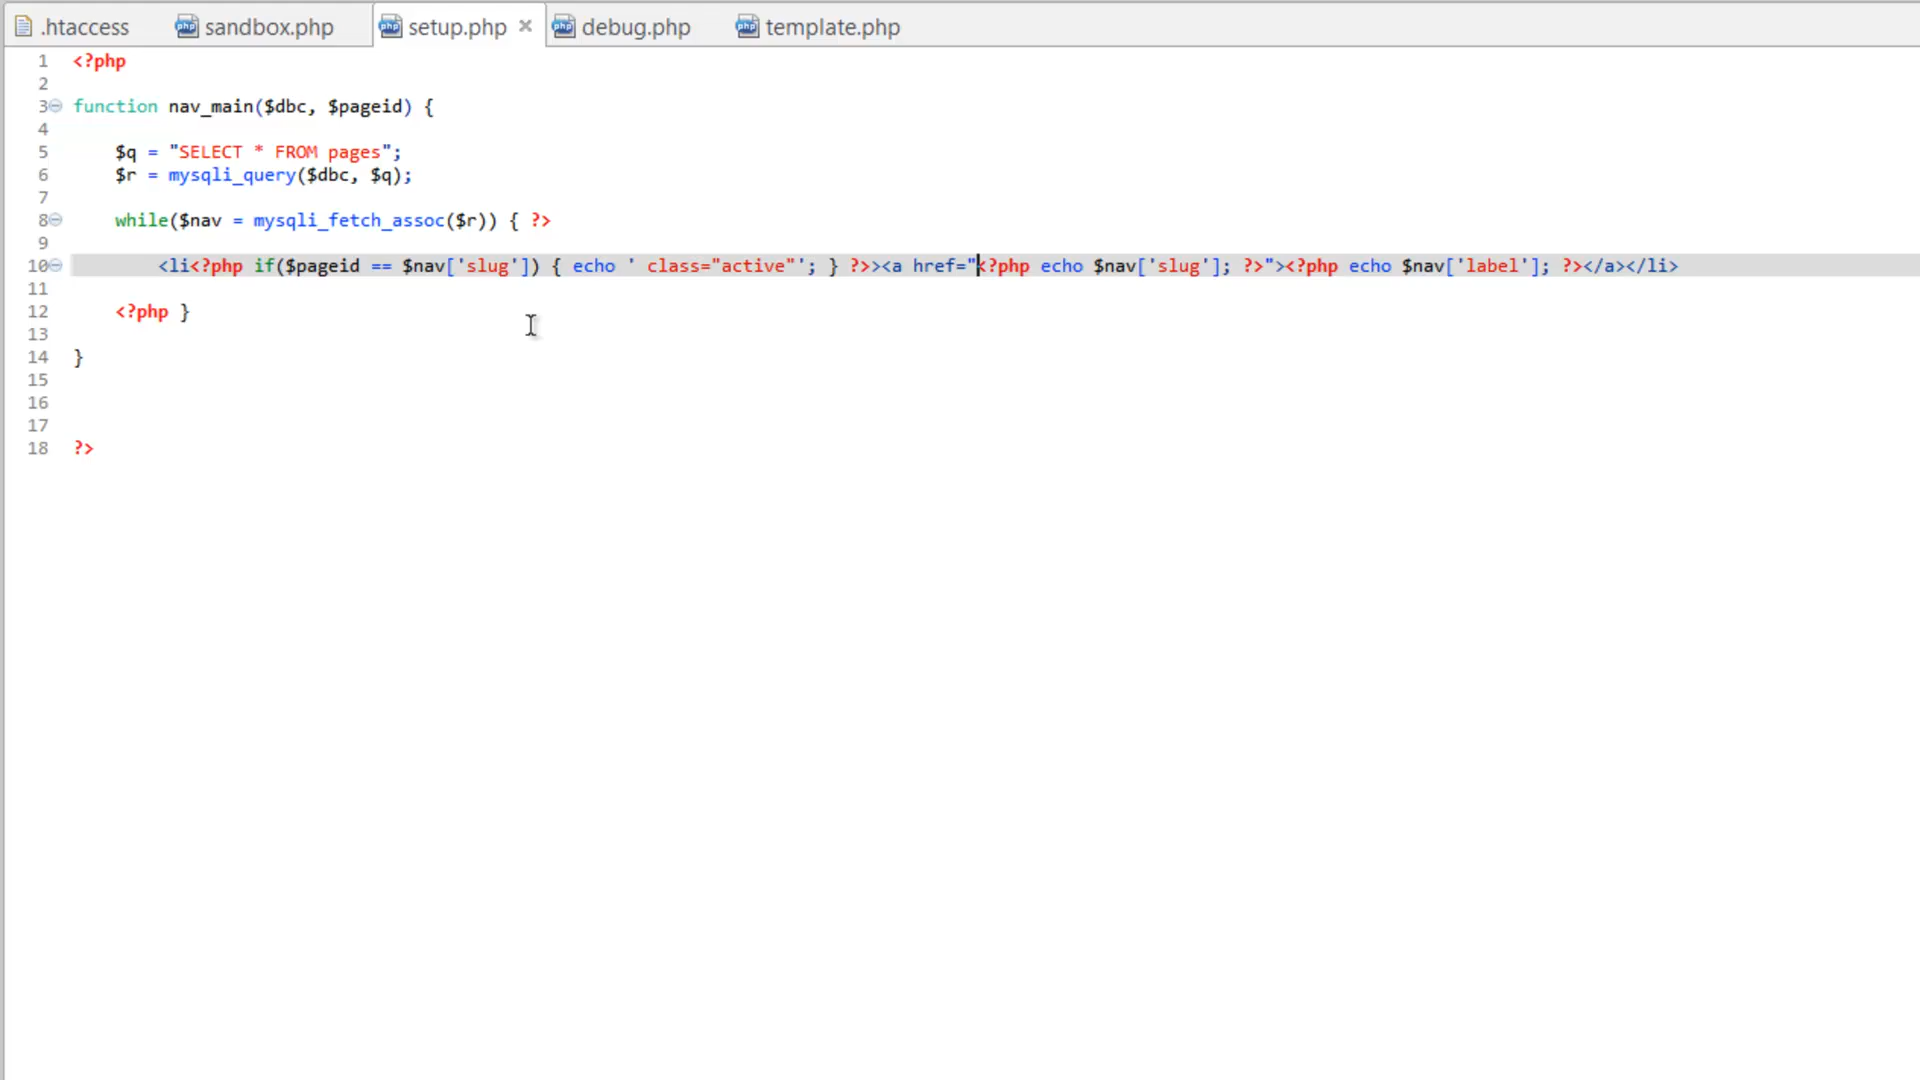 .htaccess sandbox.php setup.php debug.php template.php
1 <?php
2
3 function nav_main($dbc, $pageid) {
4
5 $q = "SELECT * FROM pages";
6 $r = mysqli_query($dbc, $q);
7
8 while($nav = mysqli_fetch_assoc($r)) { ?>
9
10 <li<?php if($pageid == $nav['slug']) { echo ' class="active"'; } ?>><a href="<?php echo $nav['slug']; ?>"><?php echo $nav['label']; ?></a></li>
11
12 <?php }
13
14 }
15
16
17
18 ?>